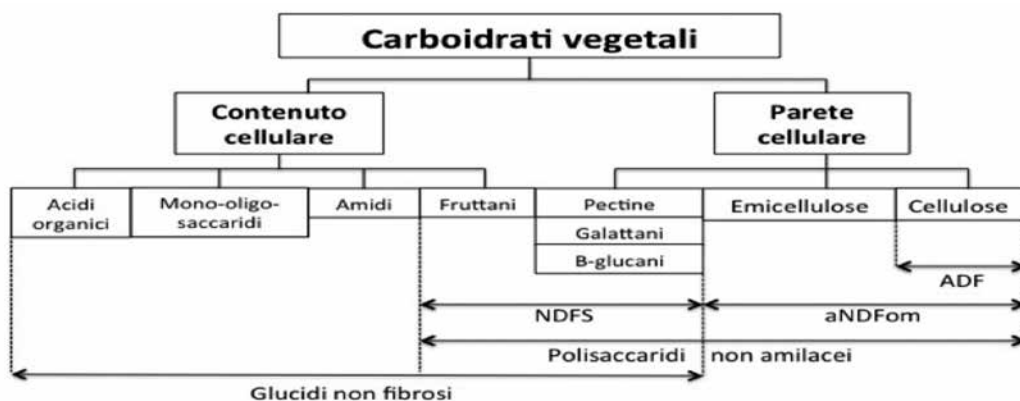 Carboidrati vegetali
Contenuto
cellulare
Parete
cellulare
Acidi
organici
Mono-oligo-
saccaridi
Amidi
Fruttani
Pectine
Galattani
B-glucani
Emicellulose
Cellulose
ADF
NDFS
aNDFom
Polisaccaridi non amilacei
Glucidi non fibrosi